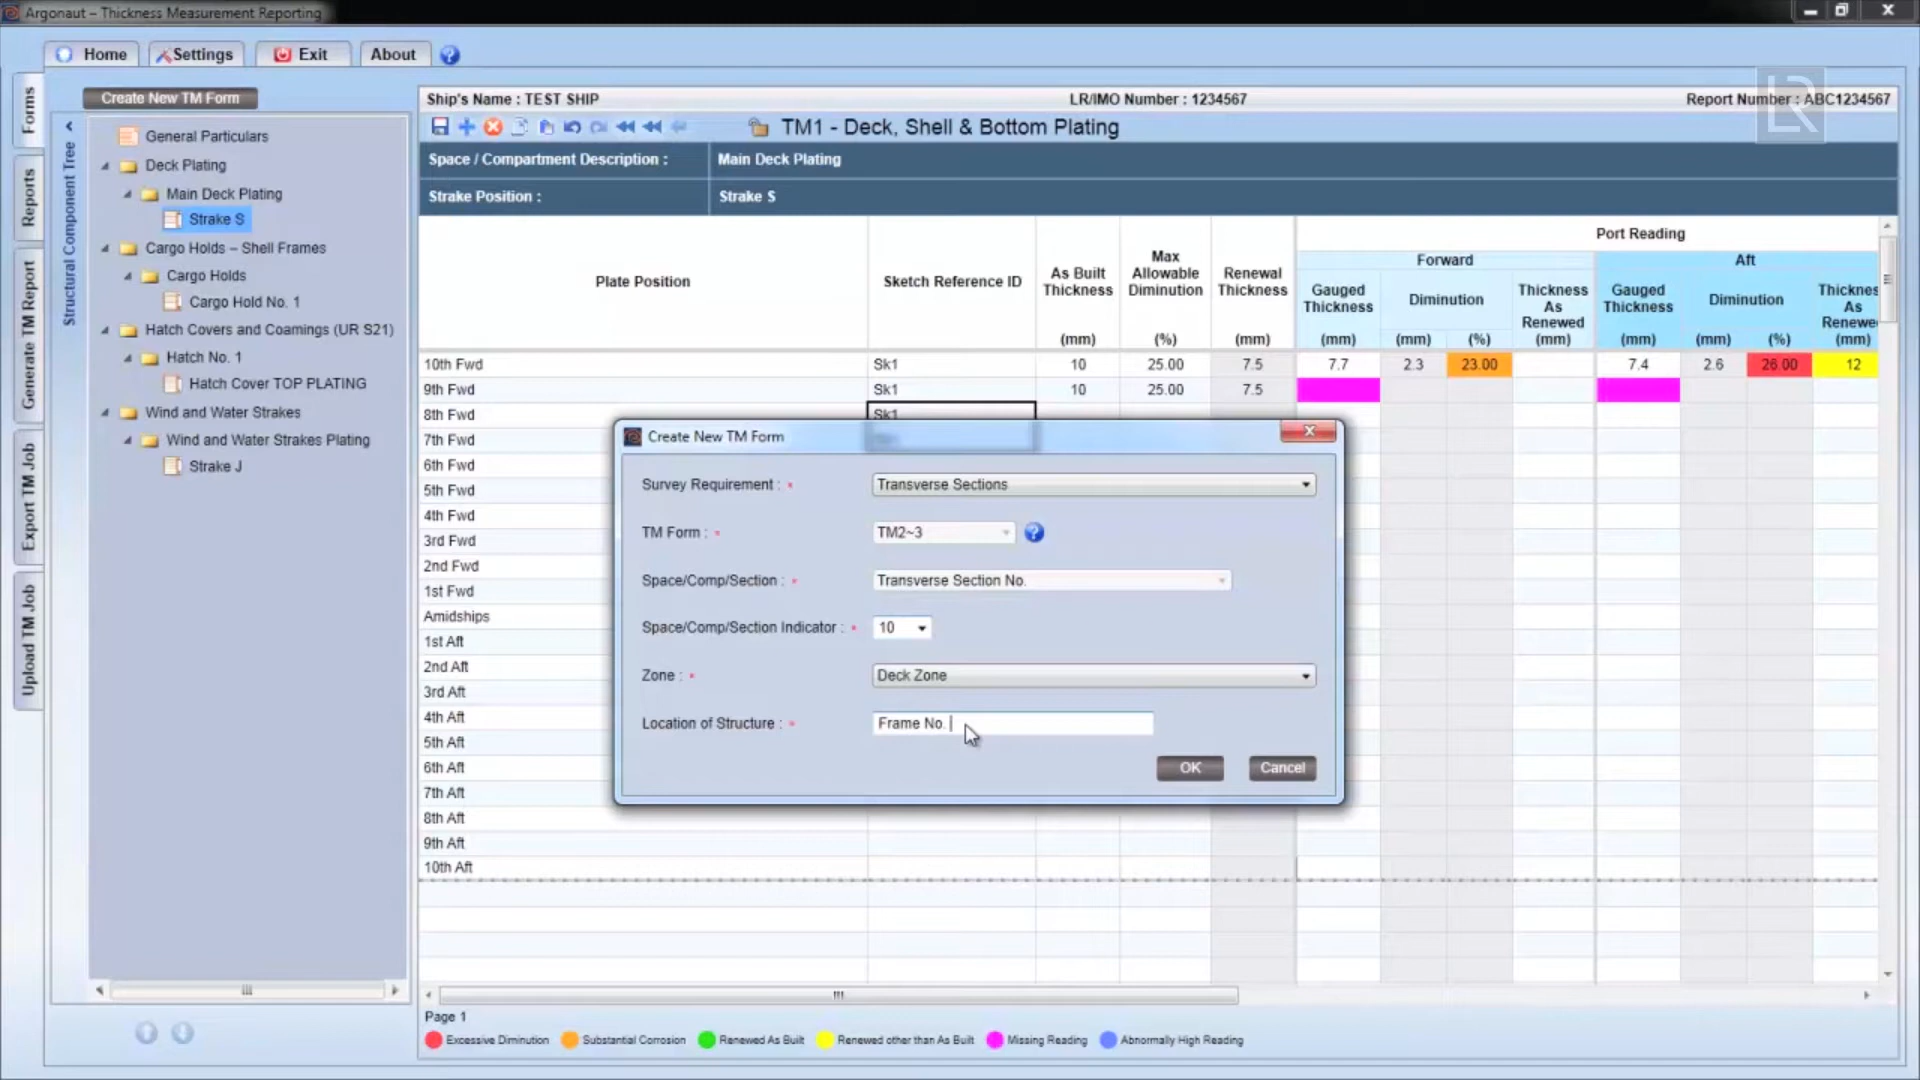 Argonaut – Thickness Measurement Reporting
Home
Settings
Exit
About
?
LR
Forms
Reports
Generate TM Report
Export TM Job
Upload TM Job
Structural Component Tree
Create New TM Form
General Particulars
Deck Plating
Main Deck Plating
Strake S
Cargo Holds – Shell Frames
Cargo Holds
Cargo Hold No. 1
Hatch Covers and Coamings (UR S21)
Hatch No. 1
Hatch Cover TOP PLATING
Wind and Water Strakes
Wind and Water Strakes Plating
Strake J
Ship's Name : TEST SHIP LR/IMO Number : 1234567 Report Number : ABC1234567
TM1 - Deck, Shell & Bottom Plating
Space / Compartment Description : Main Deck Plating
Strake Position : Strake S
Port Reading
Forward Aft
Plate Position Sketch Reference ID As Built Thickness (mm) Max Allowable Diminution (%) Renewal Thickness (mm) Gauged Thickness (mm) Diminution (mm) (%) Thickness As Renewed (mm) Gauged Thickness (mm) Diminution (mm) (%) Thicknes As Renewe (mm)
10th Fwd Sk1 10 25.00 7.5 7.7 2.3 23.00 7.4 2.6 26.00 12
9th Fwd Sk1 10 25.00 7.5
8th Fwd Sk1
7th Fwd
6th Fwd
5th Fwd
4th Fwd
3rd Fwd
2nd Fwd
1st Fwd
Amidships
1st Aft
2nd Aft
3rd Aft
4th Aft
5th Aft
6th Aft
7th Aft
8th Aft
9th Aft
10th Aft
Create New TM Form
Survey Requirement : * Transverse Sections
TM Form : * TM2~3 ?
Space/Comp/Section : * Transverse Section No.
Space/Comp/Section Indicator : * 10
Zone : * Deck Zone
Location of Structure : * Frame No.
OK Cancel
Page 1
Excessive Diminution Substantial Corrosion Renewed As Built Renewed other than As Built Missing Reading Abnormally High Reading